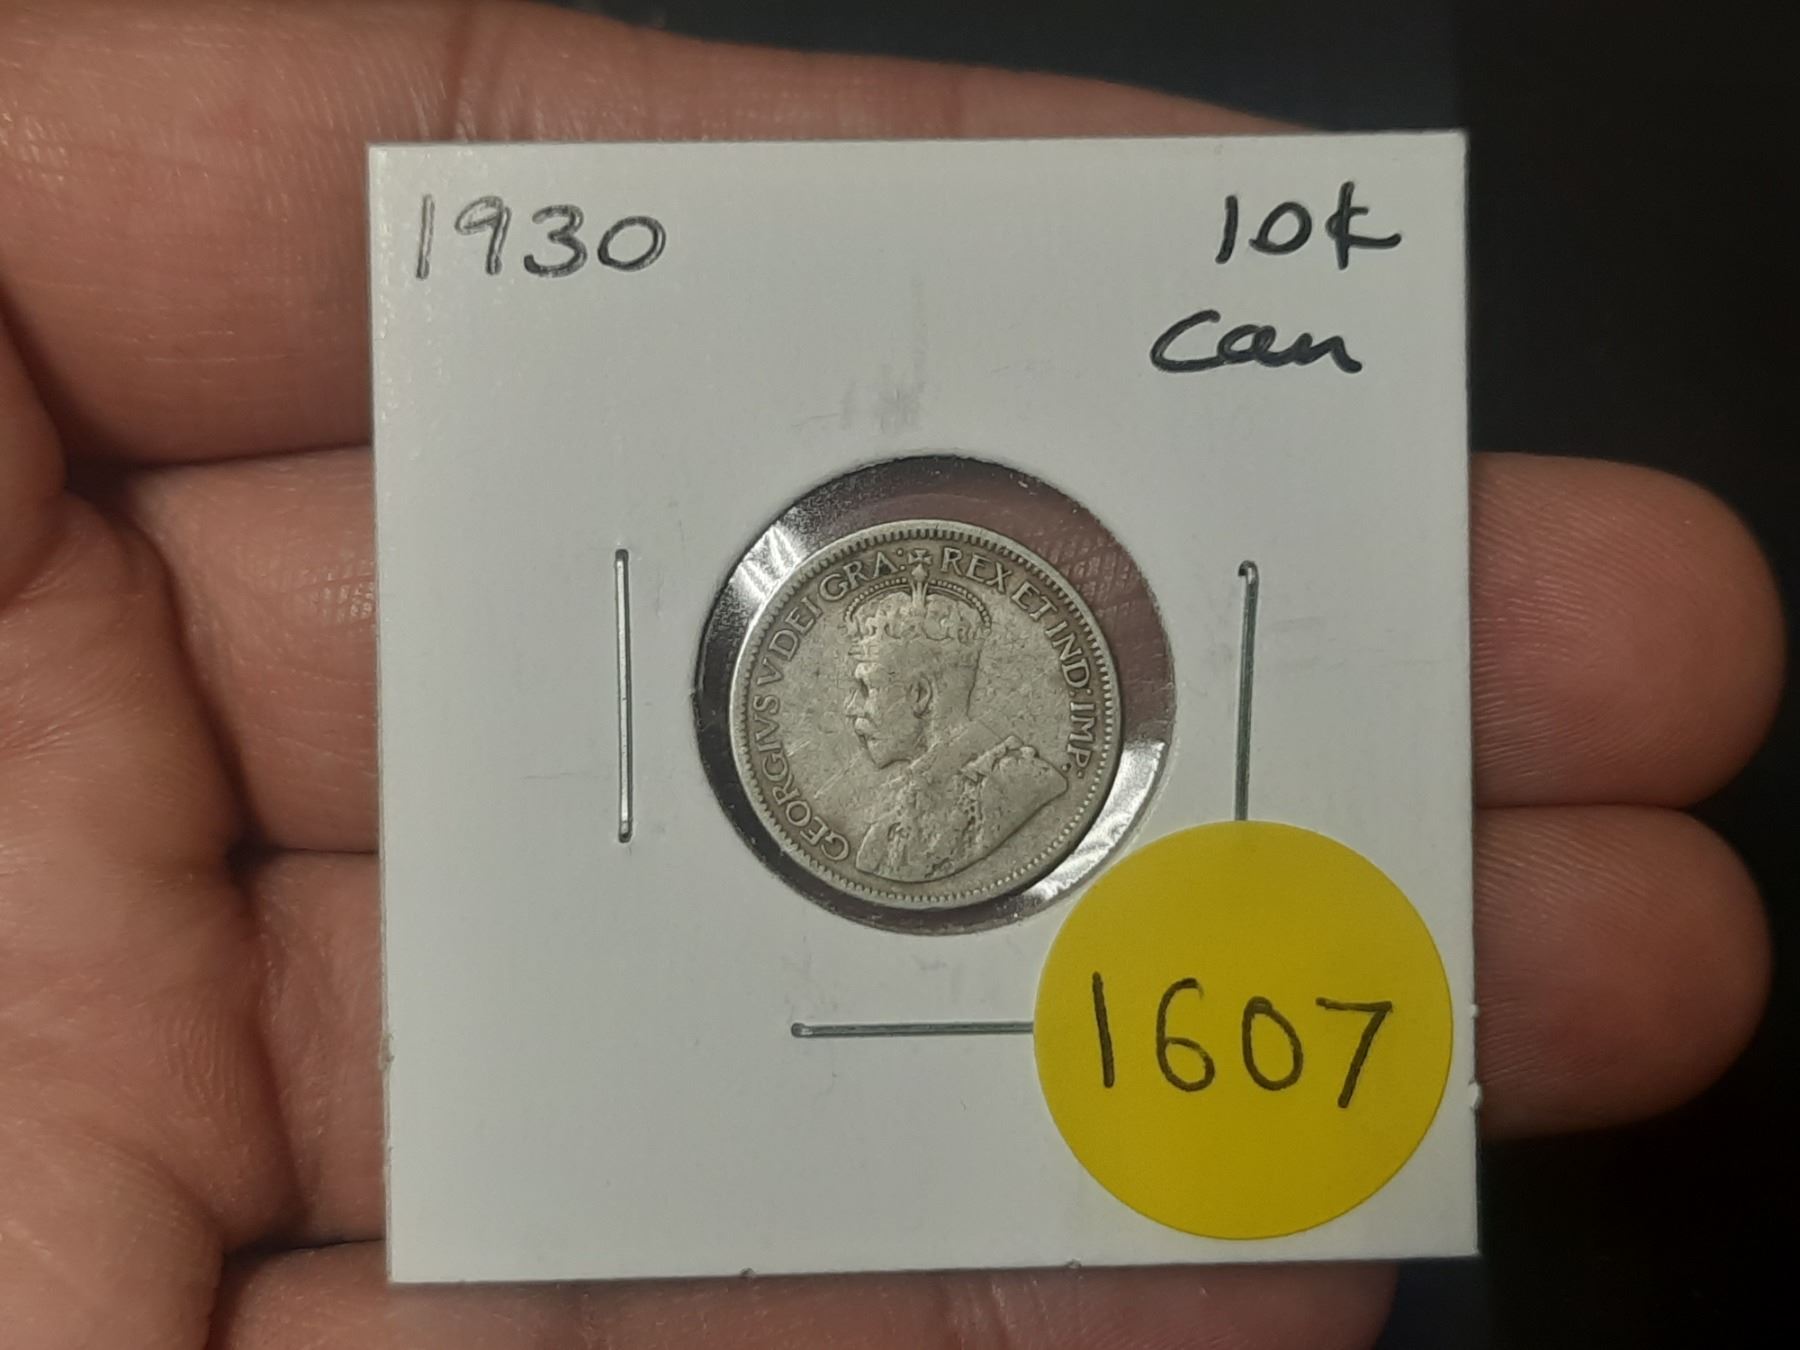 1930
10¢
Can
GEORGIVS V DEI GRA: REX ET IND: IMP:
1607